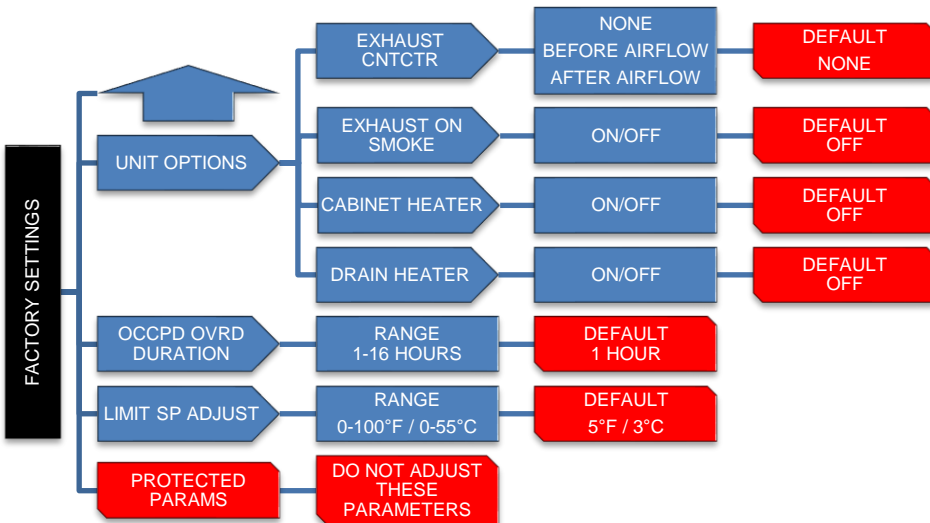 FACTORY SETTINGS
UNIT OPTIONS
EXHAUST
CNTCTR
NONE
BEFORE AIRFLOW
AFTER AIRFLOW
DEFAULT
NONE
EXHAUST ON
SMOKE
ON/OFF
DEFAULT
OFF
CABINET HEATER
ON/OFF
DEFAULT
OFF
DRAIN HEATER
ON/OFF
DEFAULT
OFF
OCCPD OVRD
DURATION
RANGE
1-16 HOURS
DEFAULT
1 HOUR
LIMIT SP ADJUST
RANGE
0-100°F / 0-55°C
DEFAULT
5°F / 3°C
PROTECTED
PARAMS
DO NOT ADJUST
THESE
PARAMETERS